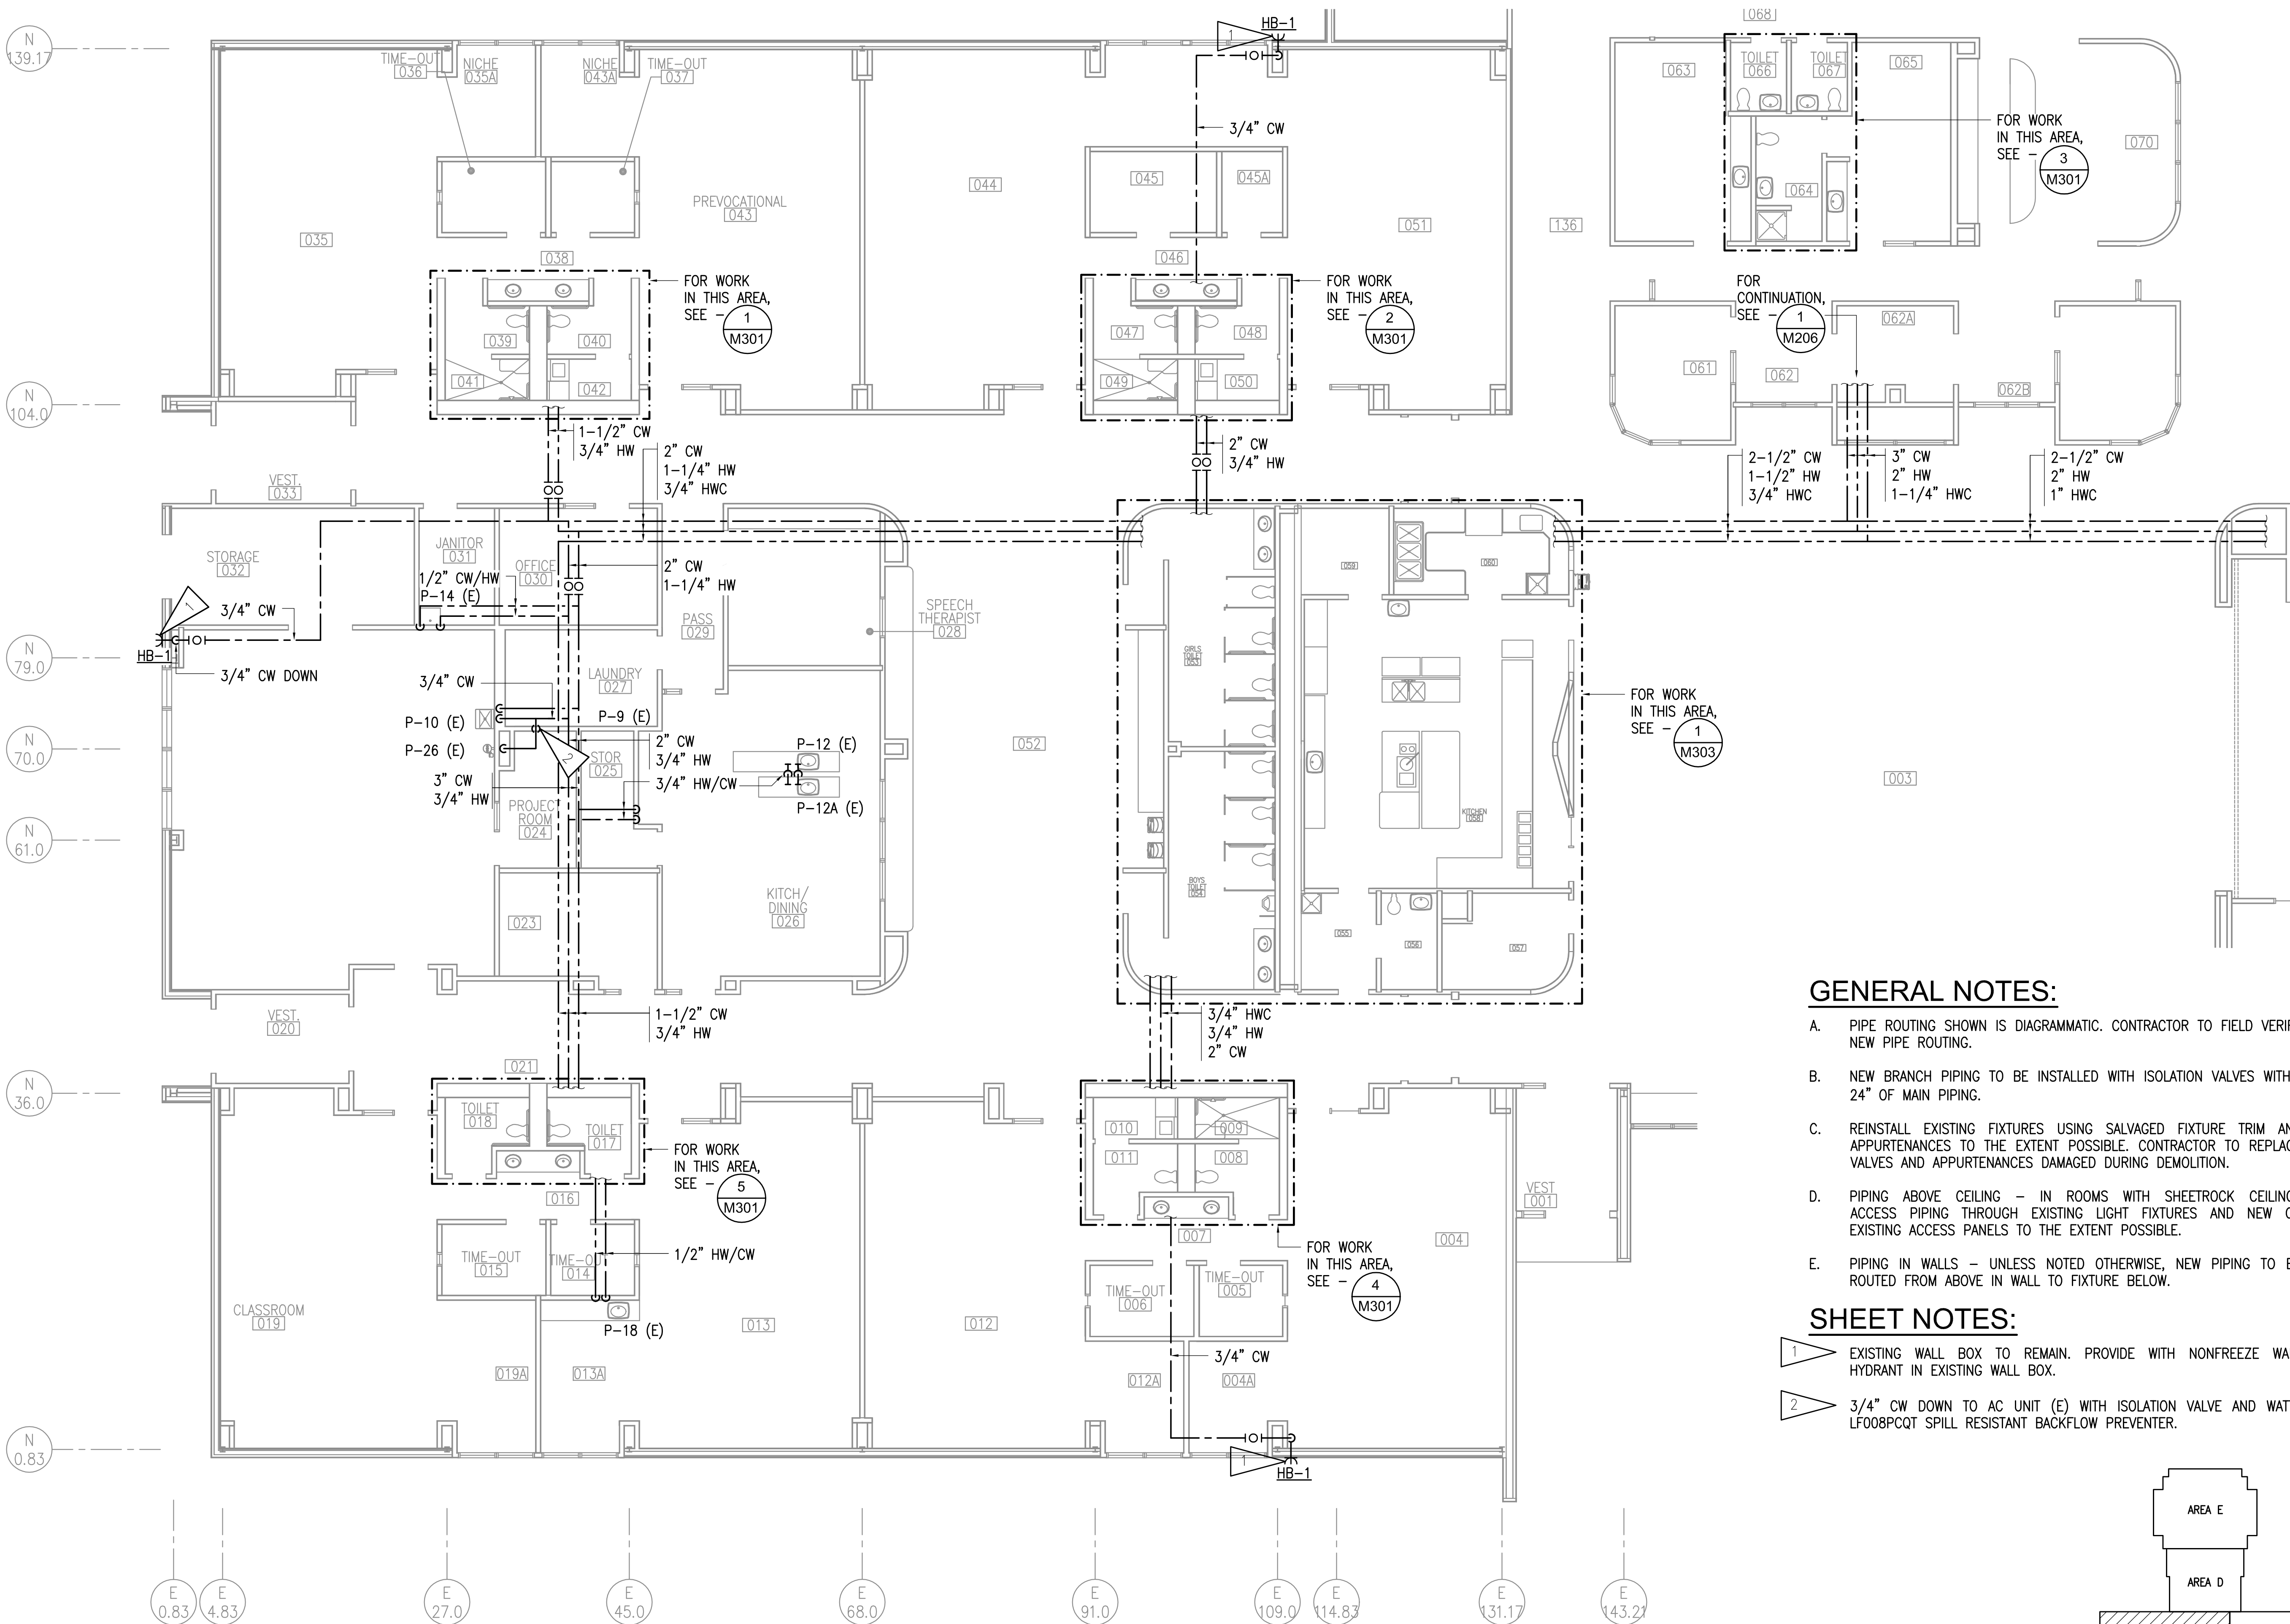 N
139.17
TIME-OUT
036
NICHE
035A
NICHE
043A
TIME-OUT
037
HB-1
1
3/4" CW
068
063
TOILET
066
TOILET
067
065
FOR WORK
IN THIS AREA,
SEE -
3
M301
070
064
035
PREVOCATIONAL
043
044
045
045A
051
136
038
046
FOR WORK
IN THIS AREA,
SEE -
1
M301
FOR WORK
IN THIS AREA,
SEE -
2
M301
FOR
CONTINUATION,
SEE -
1
M206
062A
039
040
041
042
047
048
049
050
061
062
062B
N
104.0
1-1/2" CW
3/4" HW
2" CW
1-1/4" HW
3/4" HWC
2" CW
3/4" HW
2-1/2" CW
1-1/2" HW
3/4" HWC
3" CW
2" HW
1-1/4" HWC
2-1/2" CW
2" HW
1" HWC
VEST.
033
STORAGE
032
JANITOR
031
OFFICE
030
1/2" CW/HW
P-14 (E)
2" CW
1-1/4" HW
1
3/4" CW
PASS
029
SPEECH
THERAPIST
028
059
060
N
79.0
HB-1
3/4" CW DOWN
3/4" CW
LAUNDRY
027
P-10 (E)
P-9 (E)
GIRLS
TOILET
053
FOR WORK
IN THIS AREA,
SEE -
1
M303
N
70.0
P-26 (E)
2
STOR
025
2" CW
3/4" HW
P-12 (E)
052
003
3" CW
3/4" HW
3/4" HW/CW
P-12A (E)
PROJECT
ROOM
024
KITCHEN
058
N
61.0
023
KITCH/
DINING
026
BOYS
TOILET
054
055
056
057
VEST.
020
1-1/2" CW
3/4" HW
3/4" HWC
3/4" HW
2" CW
N
36.0
021
TOILET
018
TOILET
017
FOR WORK
IN THIS AREA,
SEE -
5
M301
010
009
011
008
016
007
VEST
001
TIME-OUT
015
TIME-OUT
014
1/2" HW/CW
004
FOR WORK
IN THIS AREA,
SEE -
4
M301
TIME-OUT
006
TIME-OUT
005
CLASSROOM
019
P-18 (E)
013
012
019A
013A
3/4" CW
012A
004A
N
0.83
1
HB-1
E
0.83
E
4.83
E
27.0
E
45.0
E
68.0
E
91.0
E
109.0
E
114.83
E
131.17
E
143.21
GENERAL NOTES:
A. PIPE ROUTING SHOWN IS DIAGRAMMATIC. CONTRACTOR TO FIELD
NEW PIPE ROUTING.
B. NEW BRANCH PIPING TO BE INSTALLED WITH ISOLATION VALVES
24" OF MAIN PIPING.
C. REINSTALL EXISTING FIXTURES USING SALVAGED FIXTURE TRIM
APPURTENANCES TO THE EXTENT POSSIBLE. CONTRACTOR TO
VALVES AND APPURTENANCES DAMAGED DURING DEMOLITION.
D. PIPING ABOVE CEILING - IN ROOMS WITH SHEETROCK
ACCESS PIPING THROUGH EXISTING LIGHT FIXTURES AND NEW
EXISTING ACCESS PANELS TO THE EXTENT POSSIBLE.
E. PIPING IN WALLS - UNLESS NOTED OTHERWISE, NEW PIPING TO
ROUTED FROM ABOVE IN WALL TO FIXTURE BELOW.
SHEET NOTES:
1 EXISTING WALL BOX TO REMAIN. PROVIDE WITH NONFREEZE
HYDRANT IN EXISTING WALL BOX.
2 3/4" CW DOWN TO AC UNIT (E) WITH ISOLATION VALVE AND
LF008PCQT SPILL RESISTANT BACKFLOW PREVENTER.
AREA E
AREA D